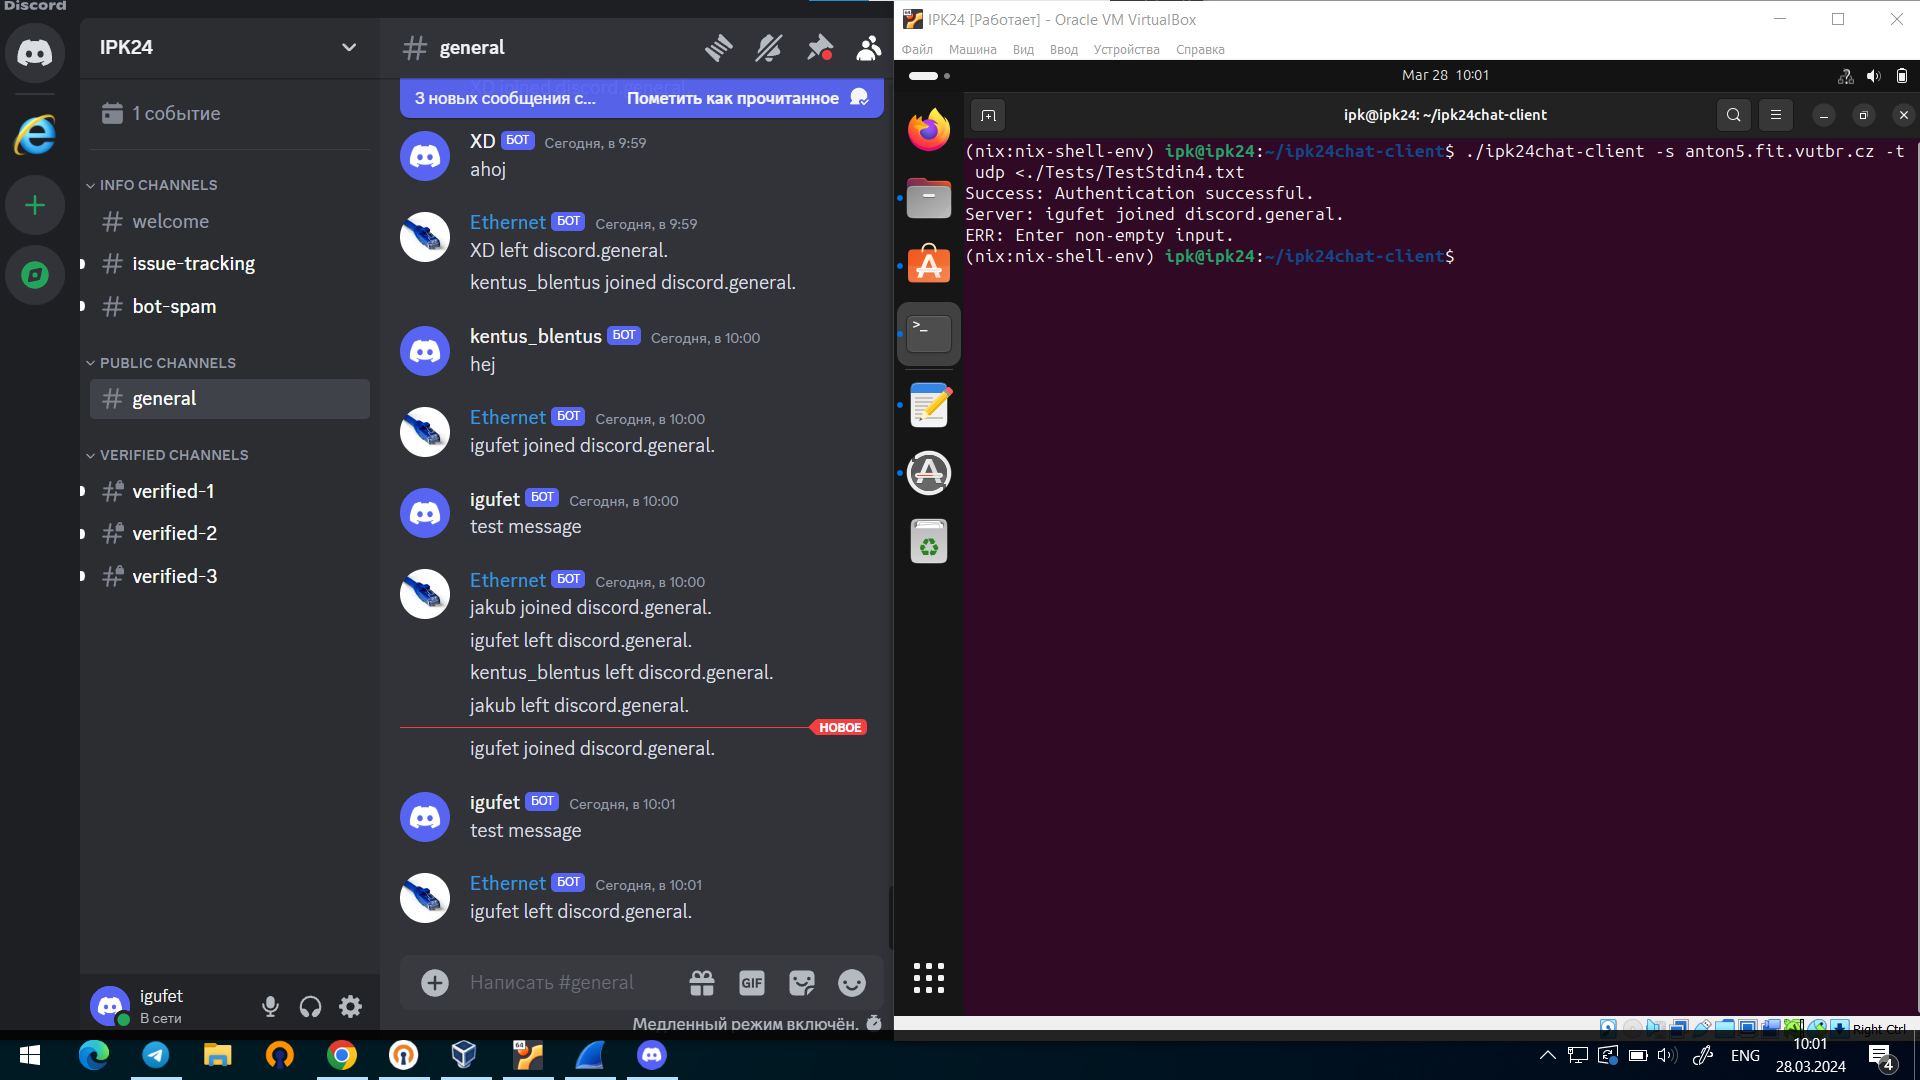 Discord
IPK24
1 событие
INFO CHANNELS
welcome
issue-tracking
bot-spam
PUBLIC CHANNELS
general
VERIFIED CHANNELS
verified-1
verified-2
verified-3
igufet
В сети
general
XD joined discord.general.
3 новых сообщения с... Пометить как прочитанное
XD БОТ Сегодня, в 9:59
ahoj
Ethernet БОТ Сегодня, в 9:59
XD left discord.general.
kentus_blentus joined discord.general.
kentus_blentus БОТ Сегодня, в 10:00
hej
Ethernet БОТ Сегодня, в 10:00
igufet joined discord.general.
igufet БОТ Сегодня, в 10:00
test message
Ethernet БОТ Сегодня, в 10:00
jakub joined discord.general.
igufet left discord.general.
kentus_blentus left discord.general.
jakub left discord.general.
НОВОЕ
igufet joined discord.general.
igufet БОТ Сегодня, в 10:01
test message
Ethernet БОТ Сегодня, в 10:01
igufet left discord.general.
Написать #general
GIF
Медленный режим включён.
IPK24 [Работает] - Oracle VM VirtualBox
Файл Машина Вид Ввод Устройства Справка
Mar 28 10:01
ipk@ipk24: ~/ipk24chat-client
(nix:nix-shell-env) ipk@ipk24:~/ipk24chat-client$ ./ipk24chat-client -s anton5.fit.vutbr.cz -t
udp <./Tests/TestStdin4.txt
Success: Authentication successful.
Server: igufet joined discord.general.
ERR: Enter non-empty input.
(nix:nix-shell-env) ipk@ipk24:~/ipk24chat-client$
Right Ctrl
ENG
10:01
28.03.2024
4